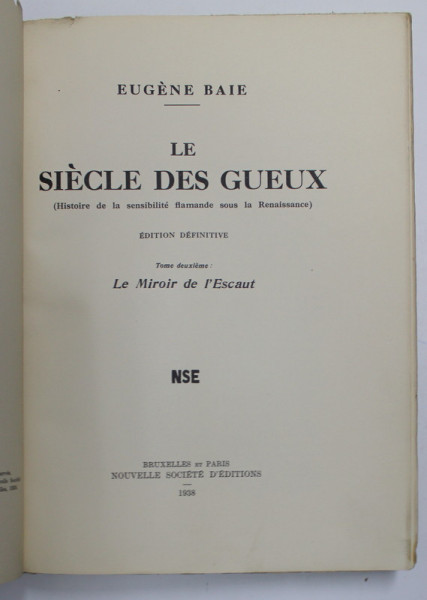 EUGÈNE BAIE
LE
SIÈCLE DES GUEUX
(Histoire de la sensibilité flamande sous la Renaissance)
ÉDITION DÉFINITIVE
Tome deuxième :
Le Miroir de l'Escaut
NSE
BRUXELLES ET PARIS
NOUVELLE SOCIÉTÉ D'ÉDITIONS
1938